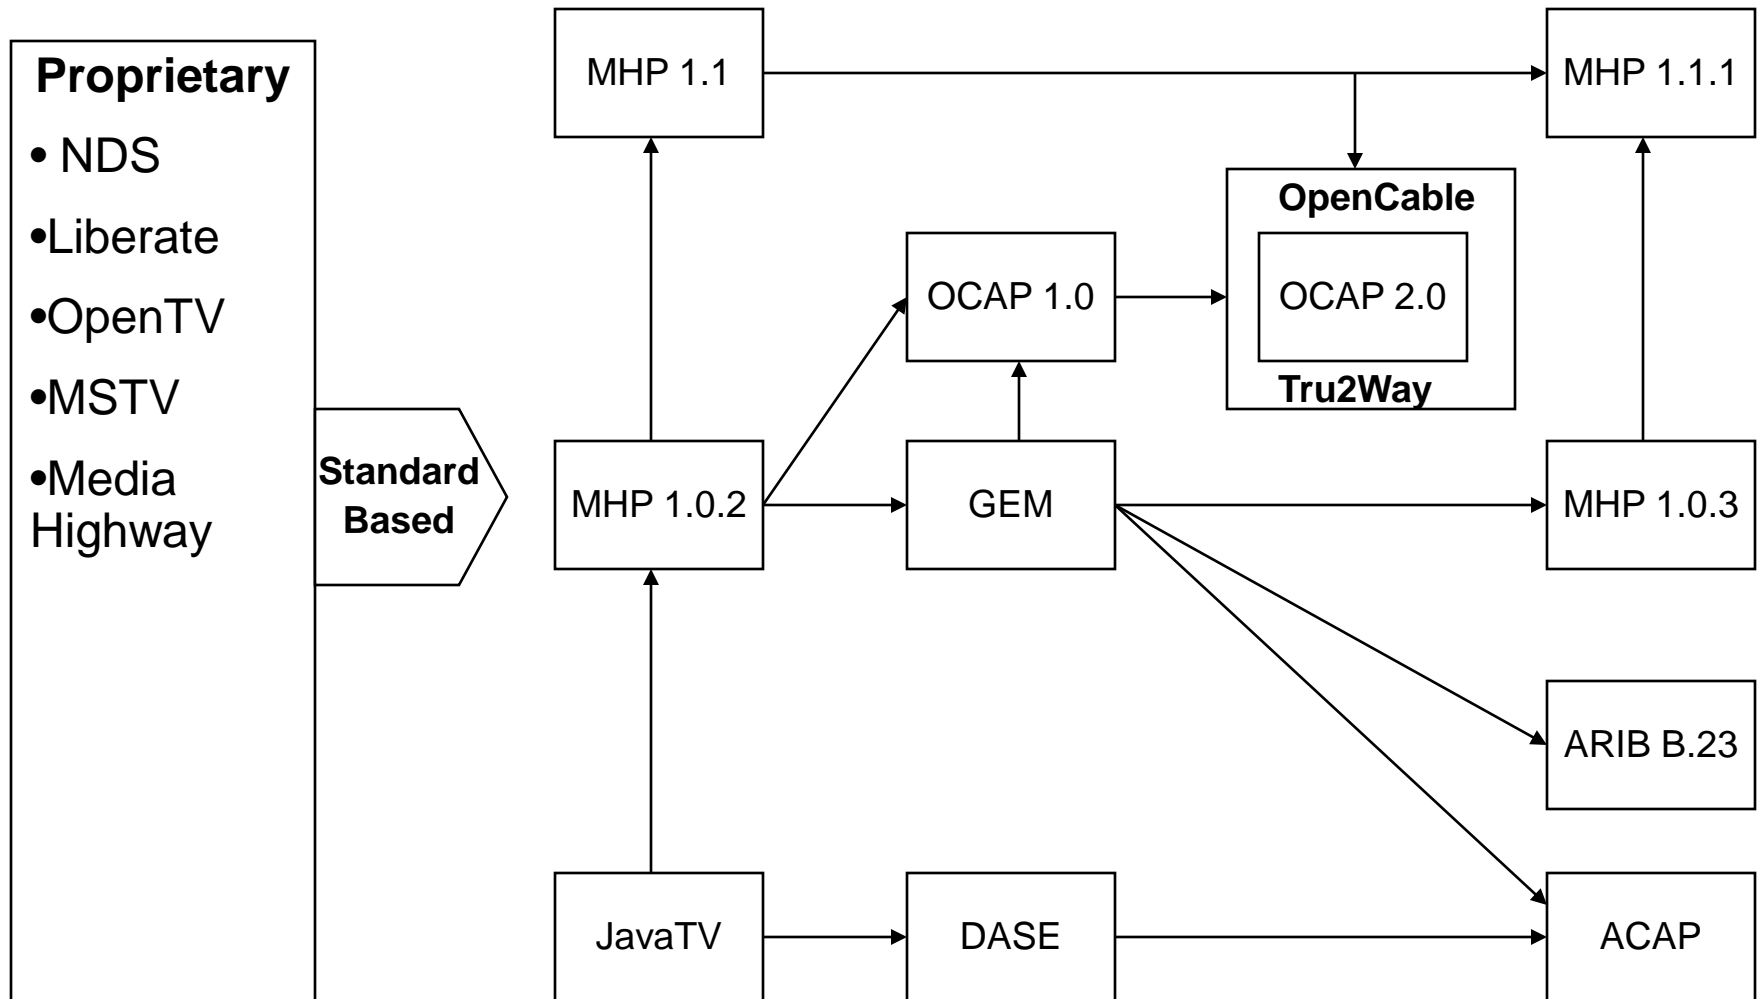 Proprietary
• NDS
•Liberate
•OpenTV
•MSTV
•Media
Highway
Standard
Based
MHP 1.1
MHP 1.1.1
OpenCable
OCAP 1.0
OCAP 2.0
Tru2Way
MHP 1.0.2
GEM
MHP 1.0.3
ARIB B.23
JavaTV
DASE
ACAP